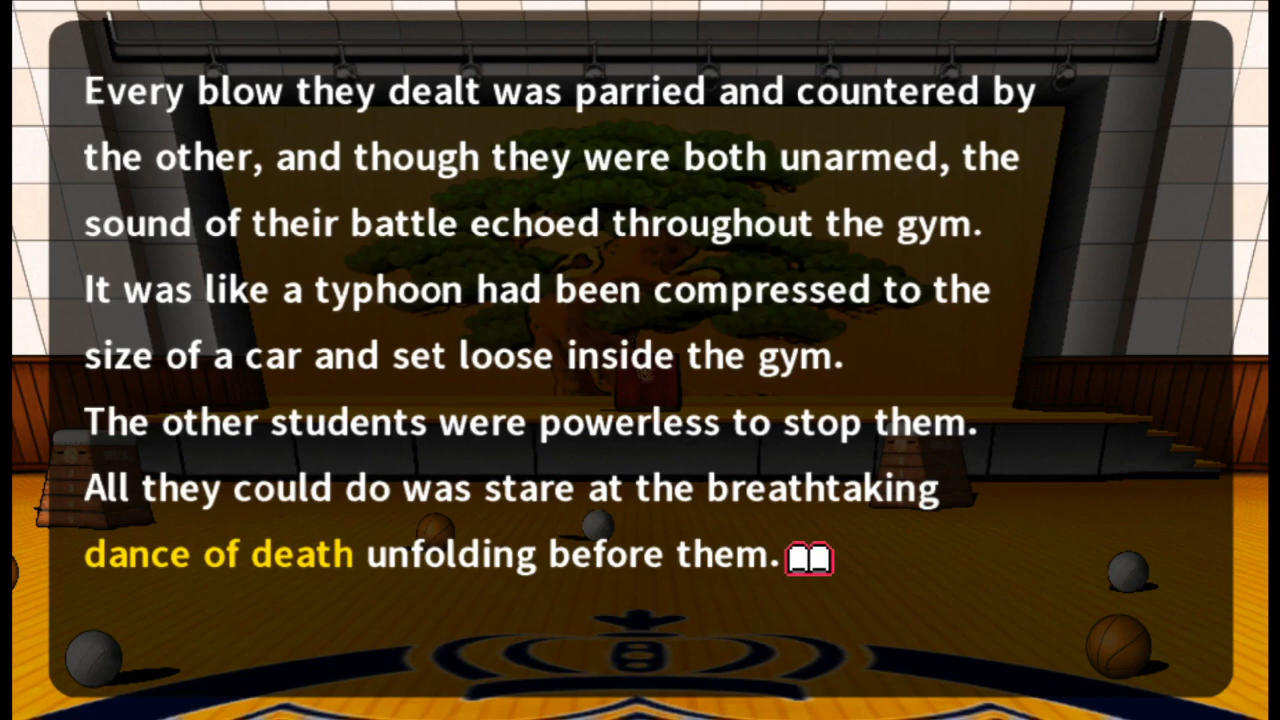 Every blow they dealt was parried and countered by
the other, and though they were both unarmed, the
sound of their battle echoed throughout the gym.
It was like a typhoon had been compressed to the
size of a car and set loose inside the gym.
The other students were powerless to stop them.
All they could do was stare at the breathtaking
dance of death unfolding before them.